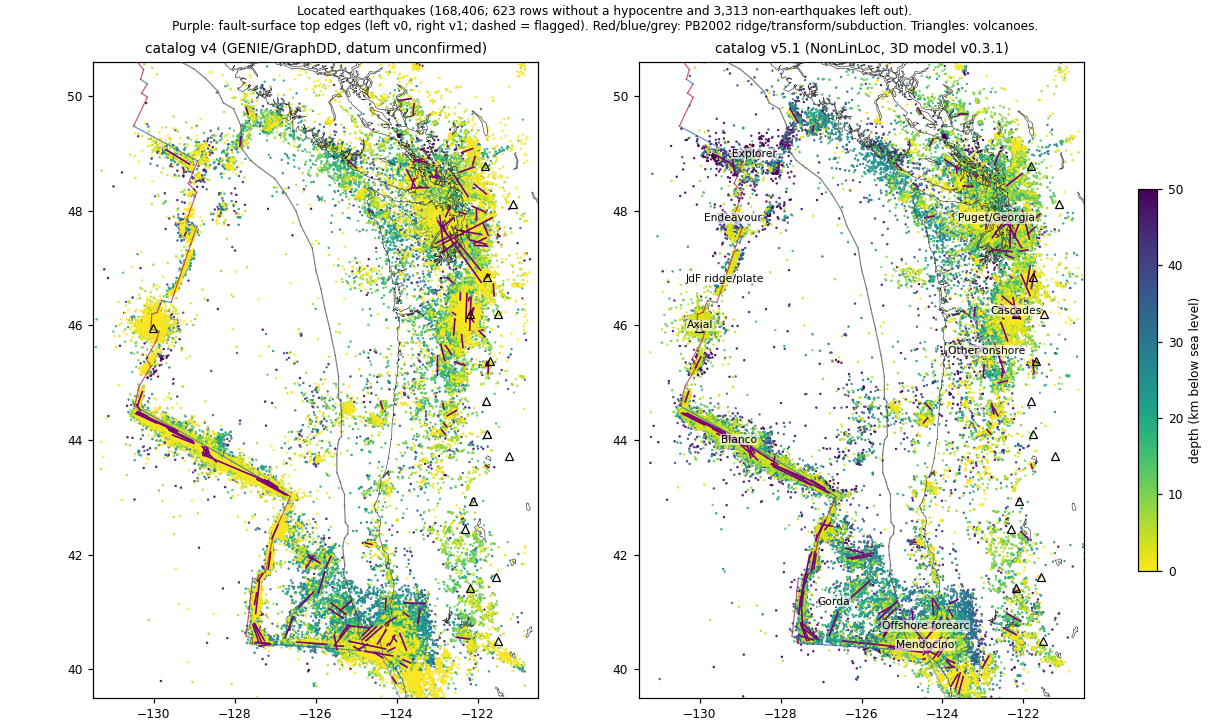 Located earthquakes (168,406; 623 rows without a hypocentre and 3,313 non-earthquakes left out).
Purple: fault-surface top edges (left v0, right v1; dashed = flagged). Red/blue/grey: PB2002 ridge/transform/subduction. Triangles: volcanoes.
catalog v4 (GENIE/GraphDD, datum unconfirmed)
50
48
46
44
42
40
−130
−128
−126
−124
−122
catalog v5.1 (NonLinLoc, 3D model v0.3.1)
50
48
46
44
42
40
Explorer
Endeavour
Puget/Georgia
JdF ridge/plate
Cascades
Axial
Other onshore
Blanco
Gorda
Offshore forearc
Mendocino
−130
−128
−126
−124
−122
50
40
30
20
10
0
depth (km below sea level)